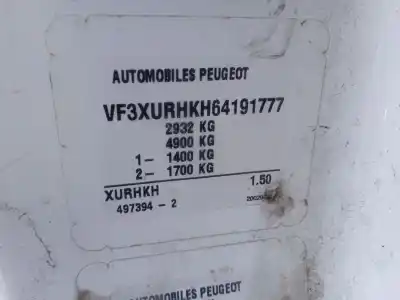 AUTOMOBILES PEUGEOT
VF3XURHKH64191777
2932 KG
4900 KG
1- 1400 KG
2- 1700 KG
XURHKH 1.50
497394 - 2
AUTOMOBILES PEUGEOT